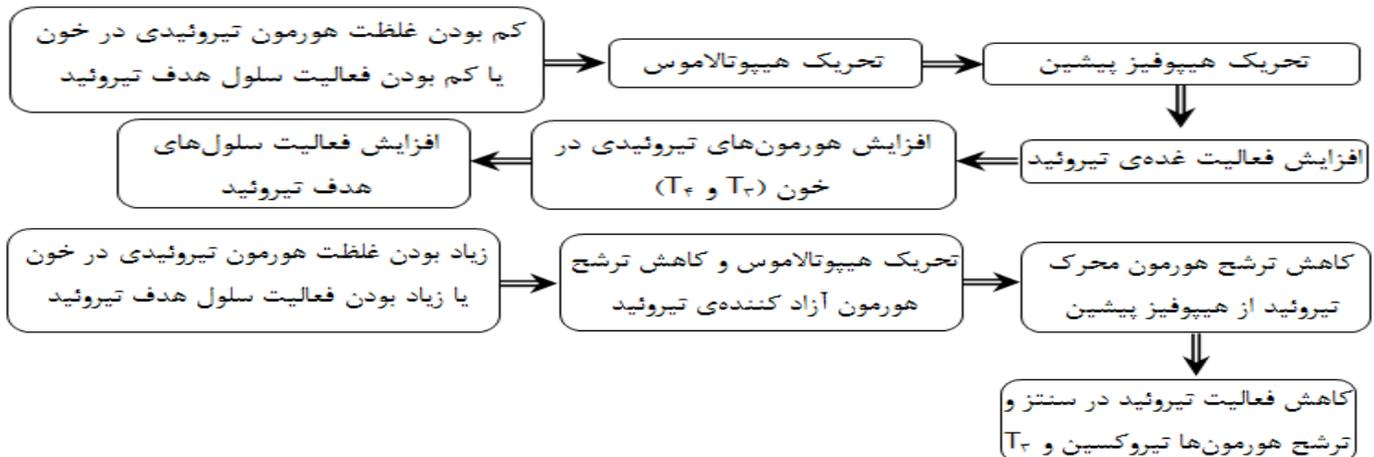 کم بودن غلظت هورمون تیروئیدی در خون
یا کم بودن فعالیت سلول هدف تیروئید
تحریک هیپوتالاموس
تحریک هیپوفیز پیشین
افزایش فعالیت غده‌ی تیروئید
افزایش هورمون‌های تیروئیدی در
خون (T۳ و T۴)
افزایش فعالیت سلول‌های
هدف تیروئید
زیاد بودن غلظت هورمون تیروئیدی در خون
یا زیاد بودن فعالیت سلول هدف تیروئید
تحریک هیپوتالاموس و کاهش ترشح
هورمون آزاد کننده‌ی تیروئید
کاهش ترشح هورمون محرک
تیروئید از هیپوفیز پیشین
کاهش فعالیت تیروئید در سنتز و
ترشح هورمون‌ها تیروکسین و T۳